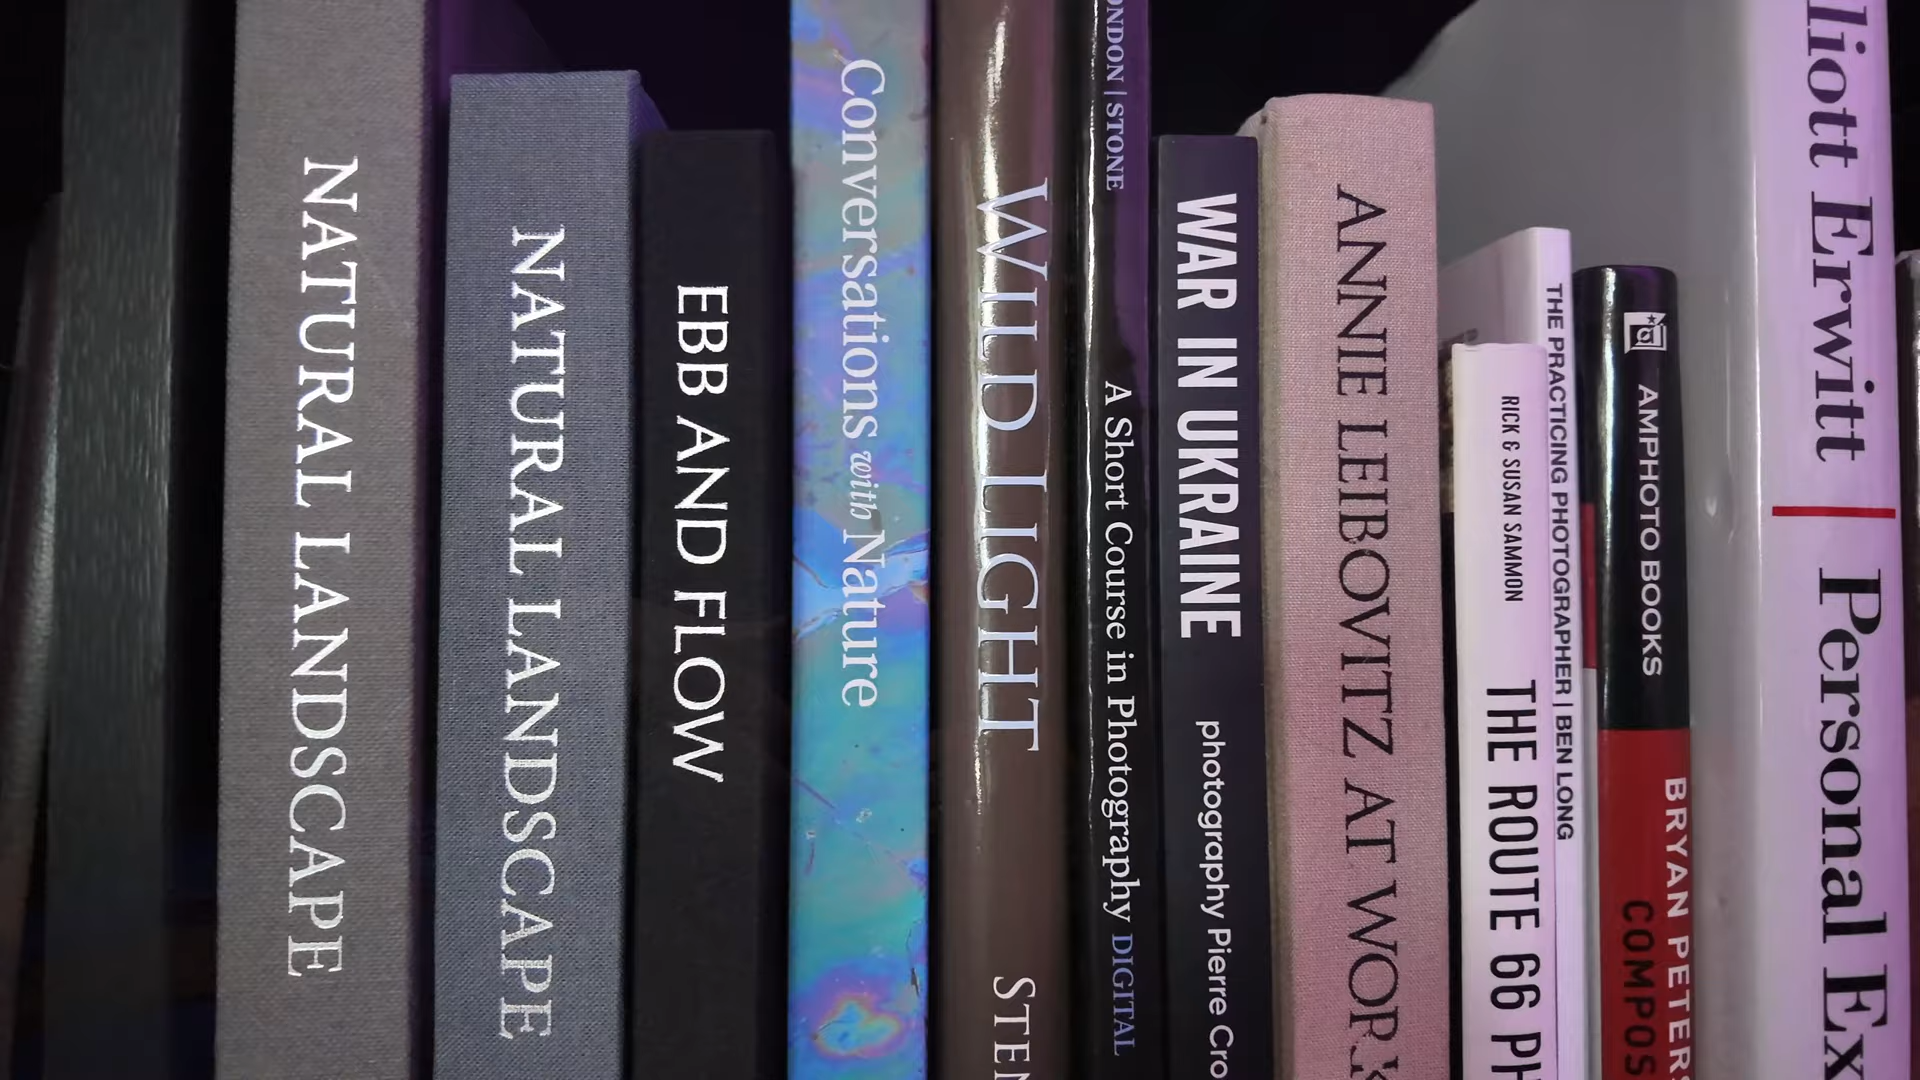 NATURAL LANDSCAPE
NATURAL LANDSCAPE
EBB AND FLOW
Conversations with Nature
WILD LIGHT STEN
ONDON | STONE A Short Course in Photography DIGITAL
WAR IN UKRAINE photography Pierre Cro
ANNIE LEIBOVITZ AT WORK
RICK & SUSAN SAMMON THE ROUTE 66 PH
THE PRACTICING PHOTOGRAPHER | BEN LONG
AMPHOTO BOOKS
BRYAN PETERS
COMPOS
lliott Erwitt | Personal Ex